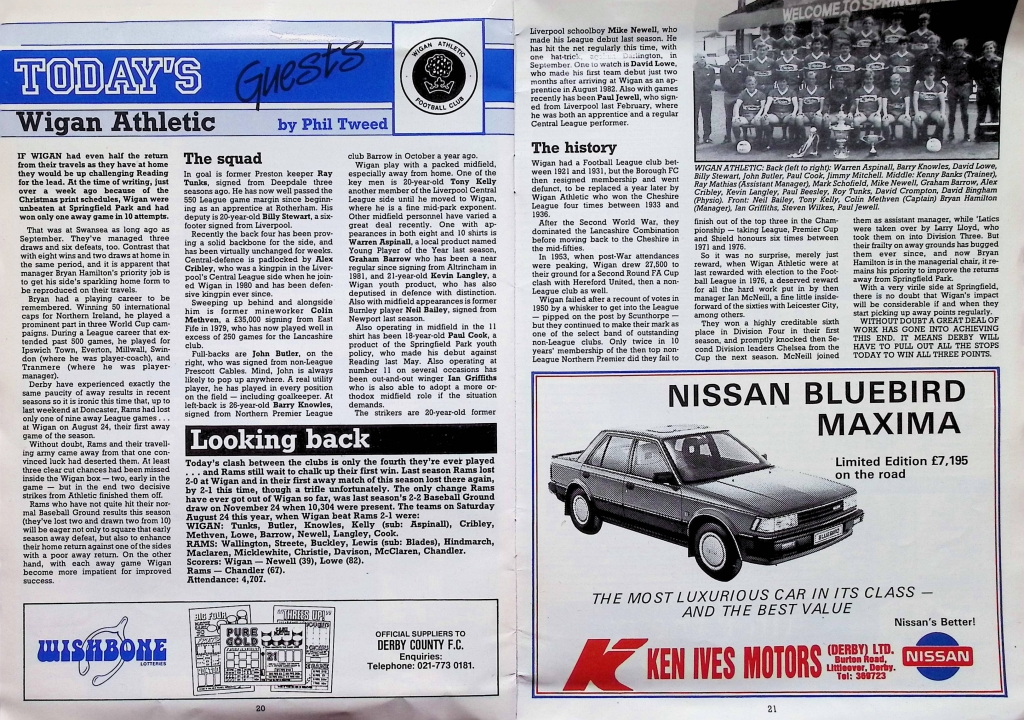 TODAY'S
Guests
WIGAN ATHLETIC
FOOTBALL CLUB
Wigan Athletic
by Phil Tweed
IF WIGAN had even half the return
from their travels as they have at home
they would be up challenging Reading
for the lead. At the time of writing, just
over a week ago because of the
Christmas print schedules, Wigan were
unbeaten at Springfield Park and had
won only one away game in 10 attempts.
That was at Swansea as long ago as
September. They've managed three
draws and six defeats, too. Contrast that
with eight wins and two draws at home in
the same period, and it is apparent that
manager Bryan Hamilton's priority job is
to get his side's sparkling home form to
be reproduced on their travels.
Bryan had a playing career to be
remembered. Winning 50 international
caps for Northern Ireland, he played a
prominent part in three World Cup cam-
paigns. During a League career that ex-
tended past 500 games, he played for
Ipswich Town, Everton, Millwall, Swin-
don (where he was player-coach), and
Tranmere (where he was player-
manager).
Derby have experienced exactly the
same paucity of away results in recent
seasons so it is ironic this time that, up to
last weekend at Doncaster, Rams had lost
only one of nine away League games . . .
at Wigan on August 24, their first away
game of the season.
Without doubt, Rams and their travell-
ing army came away from that one con-
vinced luck had deserted them. At least
three clear cut chances had been missed
inside the Wigan box — two, early in the
game — but in the end two decisive
strikes from Athletic finished them off.
Rams who have not quite hit their nor-
mal Baseball Ground results this season
(they've lost two and drawn two from 10)
will be eager not only to square that early
season away defeat, but also to enhance
their home return against one of the sides
with a poor away return. On the other
hand, with each away game Wigan
become more impatient for improved
success.
The squad
In goal is former Preston keeper Ray
Tunks, signed from Deepdale three
seasons ago. He has now well passed the
550 League game margin since beginn-
ing as an apprentice at Rotherham. His
deputy is 20-year-old Billy Stewart, a six-
footer signed from Liverpool.
Recently the back four has been prov-
ing a solid backbone for the side, and
has been virtually unchanged for weeks.
Central-defence is padlocked by Alex
Cribley, who was a kingpin in the Liver-
pool's Central League side when he join-
ed Wigan in 1980 and has been defen-
sive kingpin ever since.
Sweeping up behind and alongside
him is former mineworker Colin
Methven, a £35,000 signing from East
Fife in 1979, who has now played well in
excess of 250 games for the Lancashire
club.
Full-backs are John Butler, on the
right, who was signed from non-League
Prescott Cables. Mind, John is always
likely to pop up anywhere. A real utility
player, he has played in every position
on the field — including goalkeeper. At
left-back is 26-year-old Barry Knowles,
signed from Northern Premier League
club Barrow in October a year ago.
Wigan play with a packed midfield,
especially away from home. One of the
key men is 20-year-old Tony Kelly
another member of the Liverpool Central
League side until he moved to Wigan,
where he is a fine mid-park exponent.
Other midfield personnel have varied a
great deal recently. One with ap-
pearances in both eight and 10 shirts is
Warren Aspinall, a local product named
Young Player of the Year last season,
Graham Barrow who has been a near
regular since signing from Altrincham in
1981, and 21-year-old Kevin Langley, a
Wigan youth product, who has also
deputised in defence with distinction.
Also with midfield appearances is former
Burnley player Neil Bailey, signed from
Newport last season.
Also operating in midfield in the 11
shirt has been 18-year-old Paul Cook, a
product of the Springfield Park youth
policy, who made his debut against
Reading last May. Also operating at
number 11 on several occasions has
been out-and-out winger Ian Griffiths
who is also able to adopt a more or-
thodox midfield role if the situation
demands.
The strikers are 20-year-old former
Looking back
Today's clash between the clubs is only the fourth they're ever played
. . . and Rams still wait to chalk up their first win. Last season Rams lost
2-0 at Wigan and in their first away match of this season lost there again,
by 2-1 this time, though a trifle unfortunately. The only change Rams
have ever got out of Wigan so far, was last season's 2-2 Baseball Ground
draw on November 24 when 10,304 were present. The teams on Saturday
August 24 this year, when Wigan beat Rams 2-1 were:
WIGAN: Tunks, Butler, Knowles, Kelly (sub: Aspinall), Cribley,
Methven, Lowe, Barrow, Newell, Langley, Cook.
RAMS: Wallington, Streete, Buckley, Lewis (sub: Blades), Hindmarch,
Maclaren, Micklewhite, Christie, Davison, McClaren, Chandler.
Scorers: Wigan — Newell (39), Lowe (82).
Rams — Chandler (67).
Attendance: 4,707.
WISHBONE
LOTTERIES
BIG FOUR
PURE
GOLD
"THREES UP!"
21
OFFICIAL SUPPLIERS TO
DERBY COUNTY F.C.
Enquiries:
Telephone: 021-773 0181.
20
Liverpool schoolboy Mike Newell, who
made his League debut last season. He
has hit the net regularly this time, with
one hat-trick, against Darlington, in
September. One to watch is David Lowe,
who made his first team debut just two
months after arriving at Wigan as an ap-
prentice in August 1982. Also with games
recently has been Paul Jewell, who sign-
ed from Liverpool last February, where
he was both an apprentice and a regular
Central League performer.
The history
Wigan had a Football League club bet-
ween 1921 and 1931, but the Borough FC
then resigned membership and went
defunct, to be replaced a year later by
Wigan Athletic who won the Cheshire
League four times between 1933 and
1936.
After the Second World War, they
dominated the Lancashire Combination
before moving back to the Cheshire in
the mid-fifties.
In 1953, when post-War attendances
were peaking, Wigan drew 27,500 to
their ground for a Second Round FA Cup
clash with Hereford United, then a non-
League club as well.
Wigan failed after a recount of votes in
1950 by a whisker to get into the League
— pipped on the post by Scunthorpe —
but they continued to make their mark as
one of the select band of outstanding
non-League clubs. Only twice in 10
years' membership of the then top non-
League Northern Premier did they fail to
WELCOME TO SPRINGFIELD
WIGAN ATHLETIC: Back (left to right): Warren Aspinall, Barry Knowles, David Lowe,
Billy Stewart, John Butler, Paul Cook, Jimmy Mitchell. Middle: Kenny Banks (Trainer),
Ray Mathias (Assistant Manager), Mark Schofield, Mike Newell, Graham Barrow, Alex
Cribley, Kevin Langley, Paul Beesley, Roy Tunks, David Crompton, David Bingham
(Physio). Front: Neil Bailey, Tony Kelly, Colin Methven (Captain) Bryan Hamilton
(Manager), Ian Griffiths, Steven Wilkes, Paul Jewell.
finish out of the top three in the Cham-
pionship — taking League, Premier Cup
and Shield honours six times between
1971 and 1976.
So it was no surprise, merely just
reward, when Wigan Athletic were at
last rewarded with election to the Foot-
ball League in 1976, a deserved reward
for all the hard work put in by then
manager Ian McNeill, a fine little inside-
forward of the sixties with Leicester City,
among others.
They won a highly creditable sixth
place in Division Four in their first
season, and promptly knocked then Se-
cond Division leaders Chelsea from the
Cup the next season. McNeill joined
them as assistant manager, while 'Latics
were taken over by Larry Lloyd, who
took them on into Division Three. But
their frailty on away grounds has bugged
them ever since, and now Bryan
Hamilton is in the managerial chair, it re-
mains his priority to improve the returns
away from Springfield Park.
With a very virile side at Springfield,
there is no doubt that Wigan's impact
will be considerable if and when they
start picking up away points regularly.
WITHOUT DOUBT A GREAT DEAL OF
WORK HAS GONE INTO ACHIEVING
THIS END. IT MEANS DERBY WILL
HAVE TO PULL OUT ALL THE STOPS
TODAY TO WIN ALL THREE POINTS.
NISSAN BLUEBIRD
MAXIMA
Limited Edition £7,195
on the road
BLUEBIRD
THE MOST LUXURIOUS CAR IN ITS CLASS —
AND THE BEST VALUE
Nissan's Better!
K
KEN IVES MOTORS
(DERBY) LTD.
Burton Road,
Littleover, Derby.
Tel: 369723
NISSAN
21